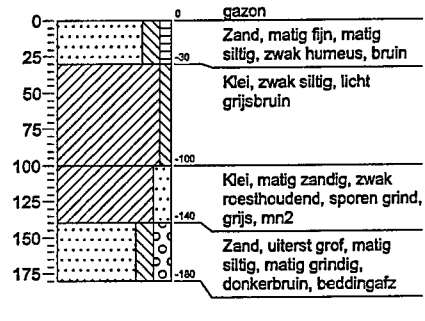 0
0
gazon
Zand, matig fijn, matig
siltig, zwak humeus, bruin
25
-30
Klei, zwak siltig, licht
grijsbruin
50
75
100
-100
Klei, matig zandig, zwak
roesthoudend, sporen grind,
grijs, mn2
125
-140
Zand, uiterst grof, matig
siltig, matig grindig,
donkerbruin, beddingafz
150
175
-180